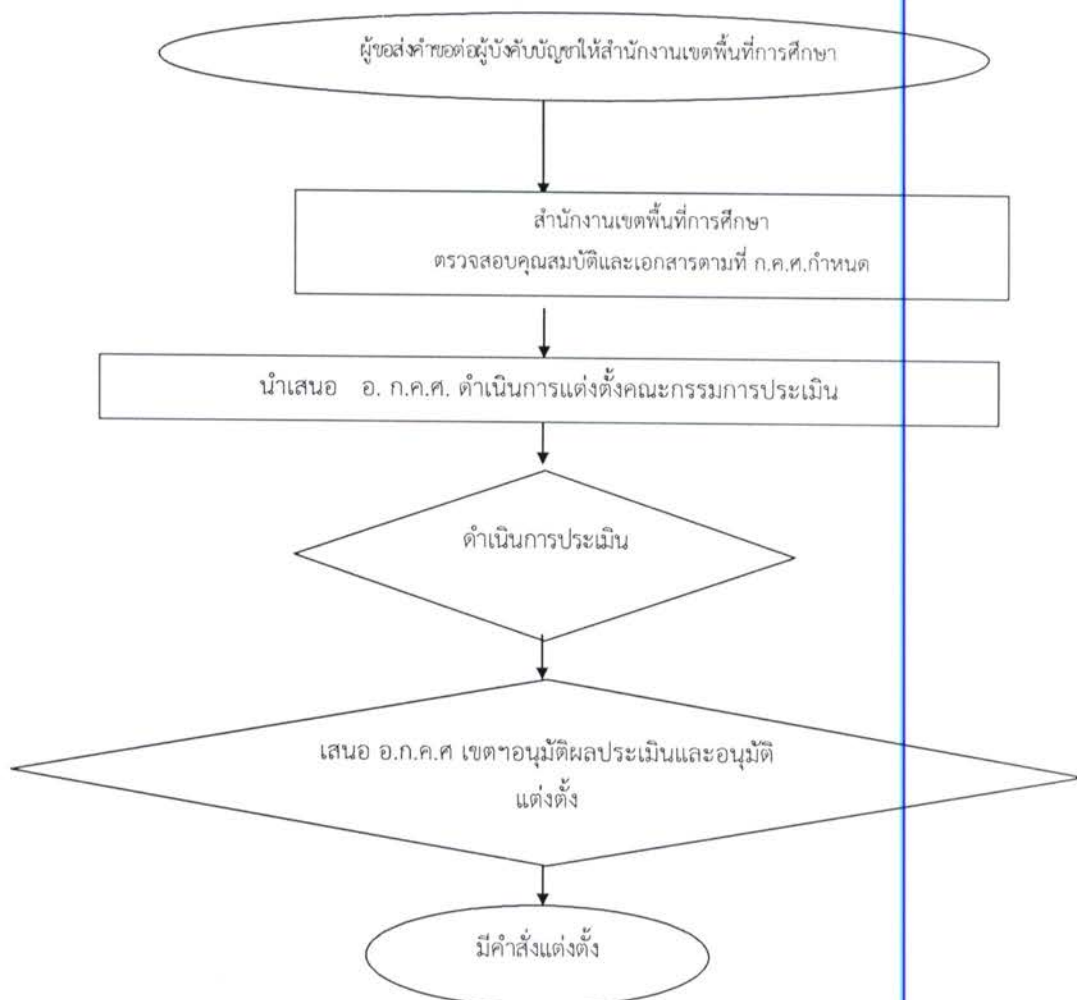 ผู้ขอส่งคำขอต่อผู้บังคับบัญชาให้สำนักงานเขตพื้นที่การศึกษา
สำนักงานเขตพื้นที่การศึกษา
ตรวจสอบคุณสมบัติและเอกสารตามที่ ก.ค.ศ.กำหนด
นำเสนอ อ. ก.ค.ศ. ดำเนินการแต่งตั้งคณะกรรมการประเมิน
ดำเนินการประเมิน
เสนอ อ.ก.ค.ศ เขตฯอนุมัติผลประเมินและอนุมัติ
แต่งตั้ง
มีคำสั่งแต่งตั้ง